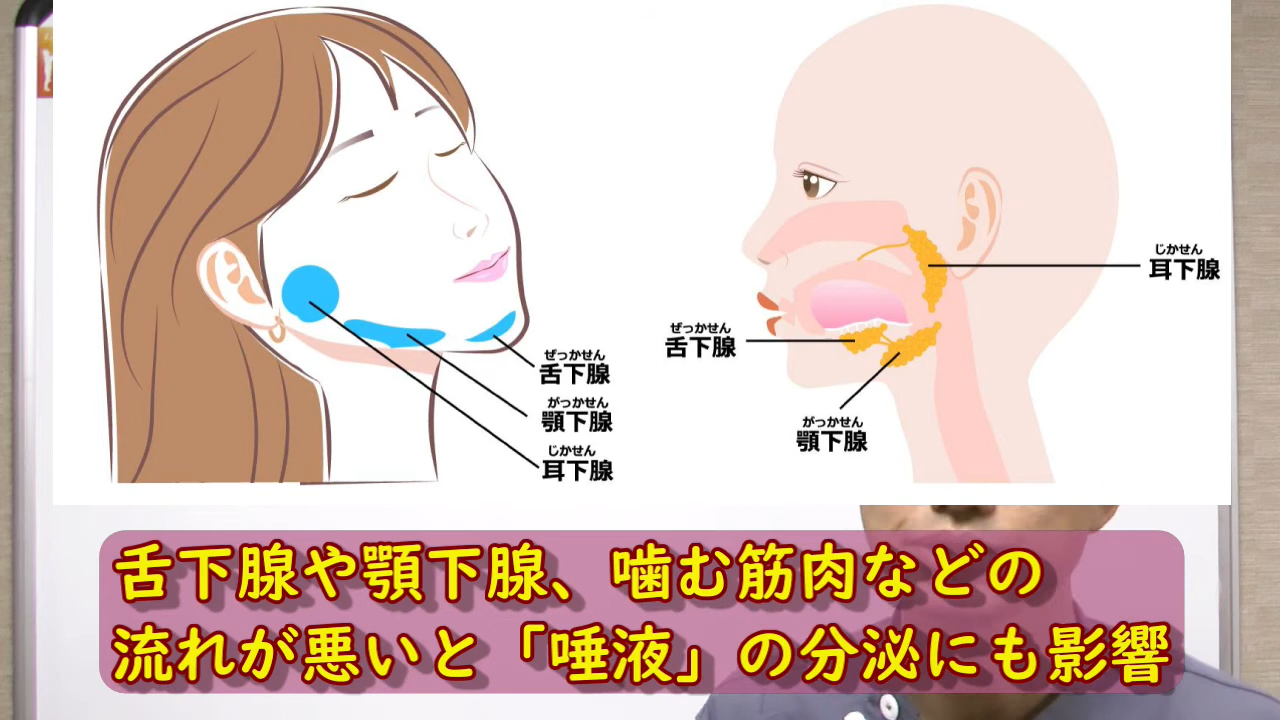 ぜっかせん
舌下腺
がっかせん
顎下腺
じかせん
耳下腺
じかせん
耳下腺
ぜっかせん
舌下腺
がっかせん
顎下腺
舌下腺や顎下腺、噛む筋肉などの
流れが悪いと「唾液」の分泌にも影響